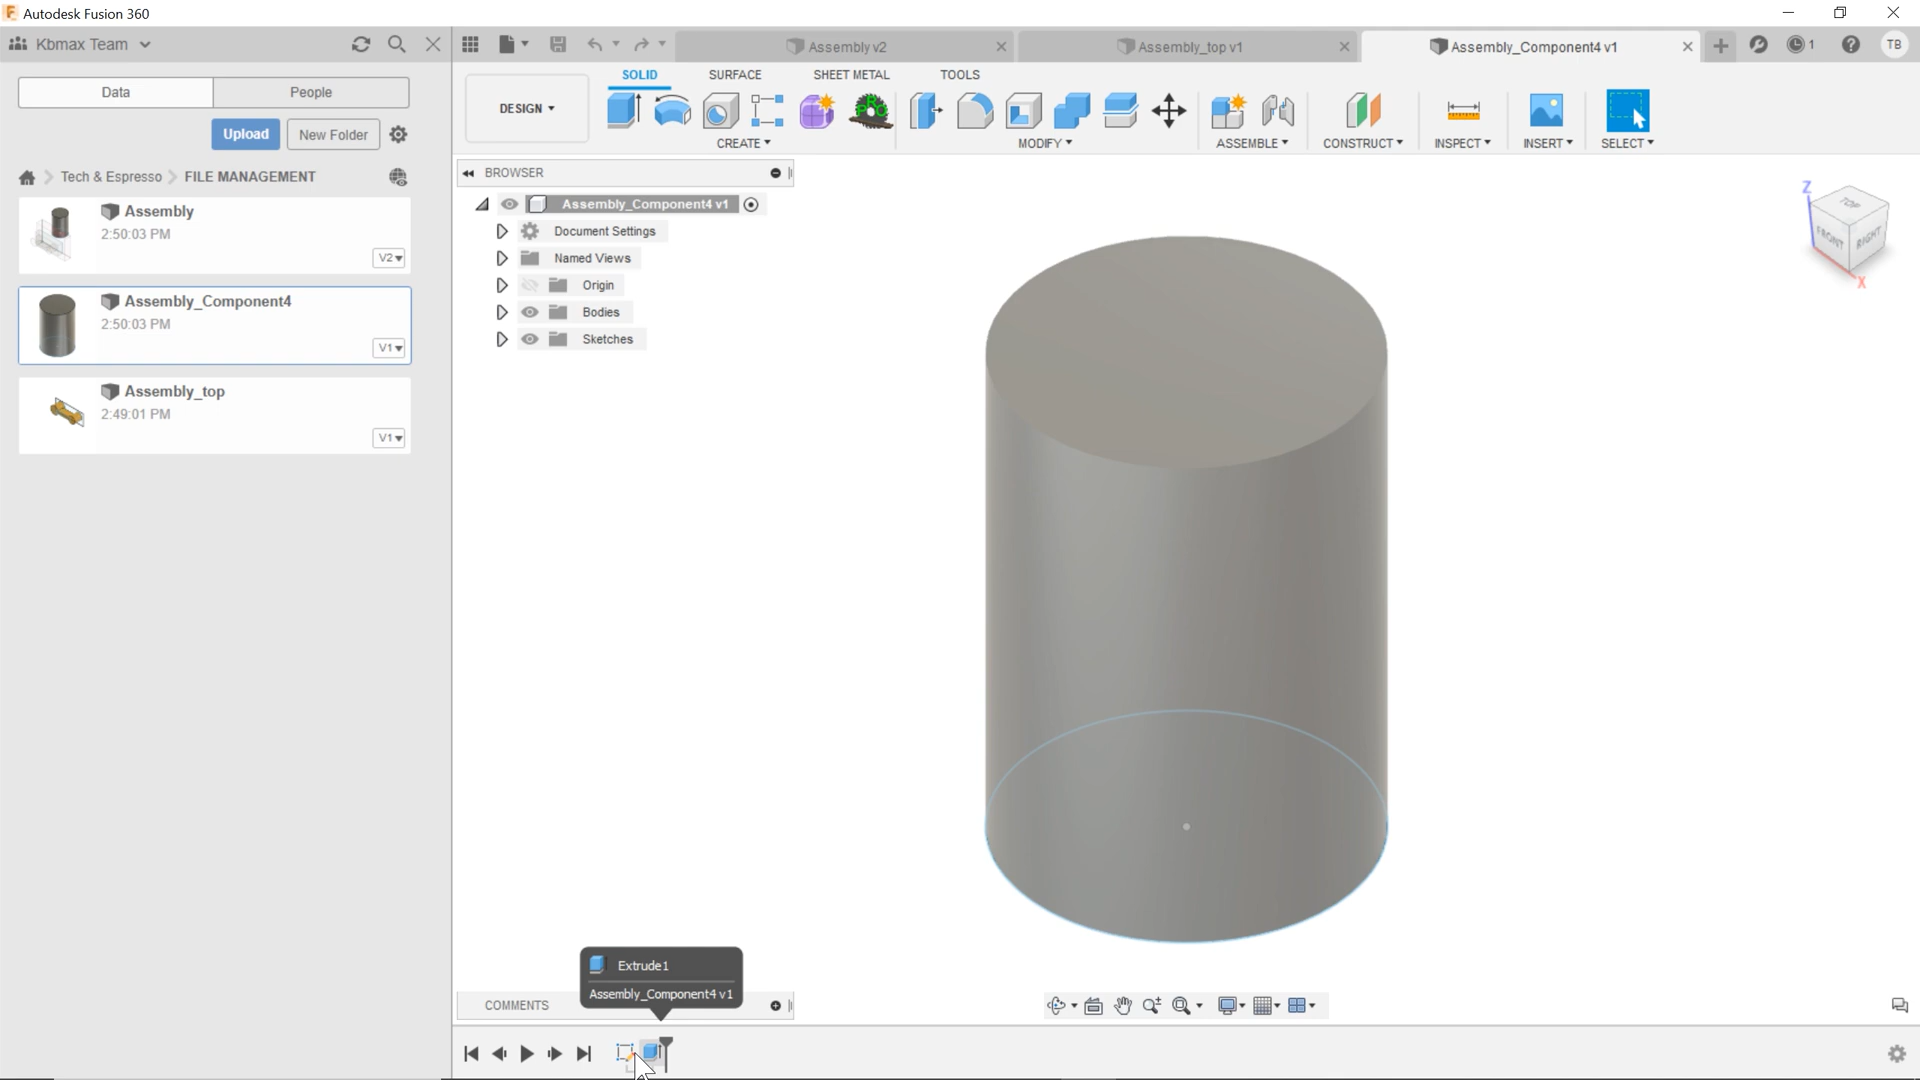 Autodesk Fusion 360
Kbmax Team
Assembly v2
Assembly_top v1
Assembly_Component4 v1
1
TB
Data
People
Upload
New Folder
Tech & Espresso
FILE MANAGEMENT
Assembly
2:50:03 PM
V2
Assembly_Component4
2:50:03 PM
V1
Assembly_top
2:49:01 PM
V1
DESIGN
SOLID
SURFACE
SHEET METAL
TOOLS
CREATE
MODIFY
ASSEMBLE
CONSTRUCT
INSPECT
INSERT
SELECT
BROWSER
Assembly_Component4 v1
Document Settings
Named Views
Origin
Bodies
Sketches
Z
TOP
FRONT
RIGHT
X
Extrude1
Assembly_Component4 v1
COMMENTS